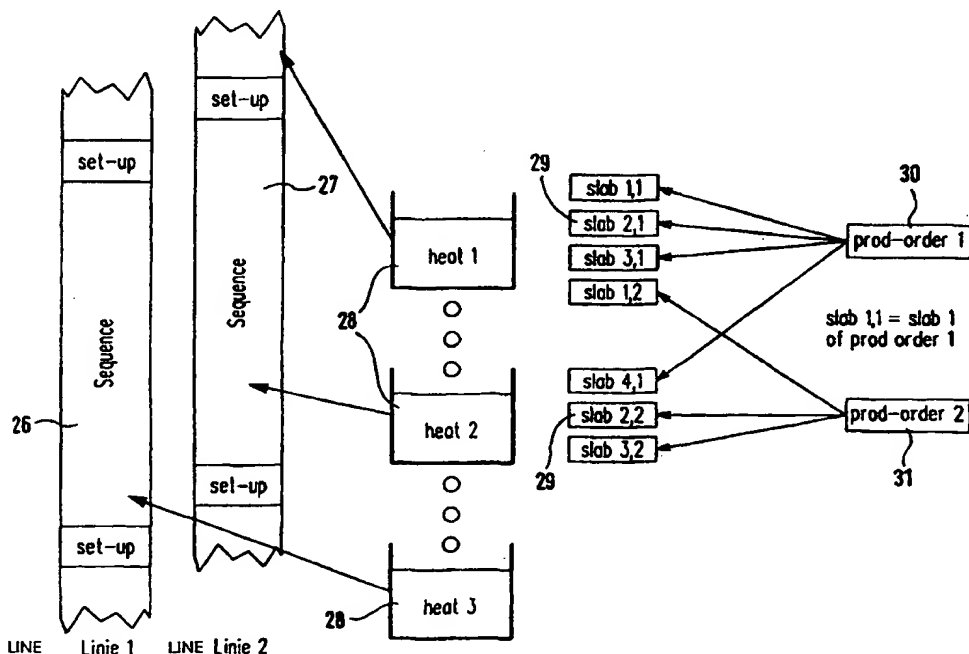 set-up
Sequence
26
set-up
LINE Linie 1
set-up
27
Sequence
set-up
LINE Linie 2
heat 1
28
28
heat 2
28
heat 3
29
slab 1,1
slab 2,1
slab 3,1
slab 1,2
slab 4,1
slab 2,2
slab 3,2
29
30
prod-order 1
slab 1,1 = slab 1
of prod order 1
prod-order 2
31